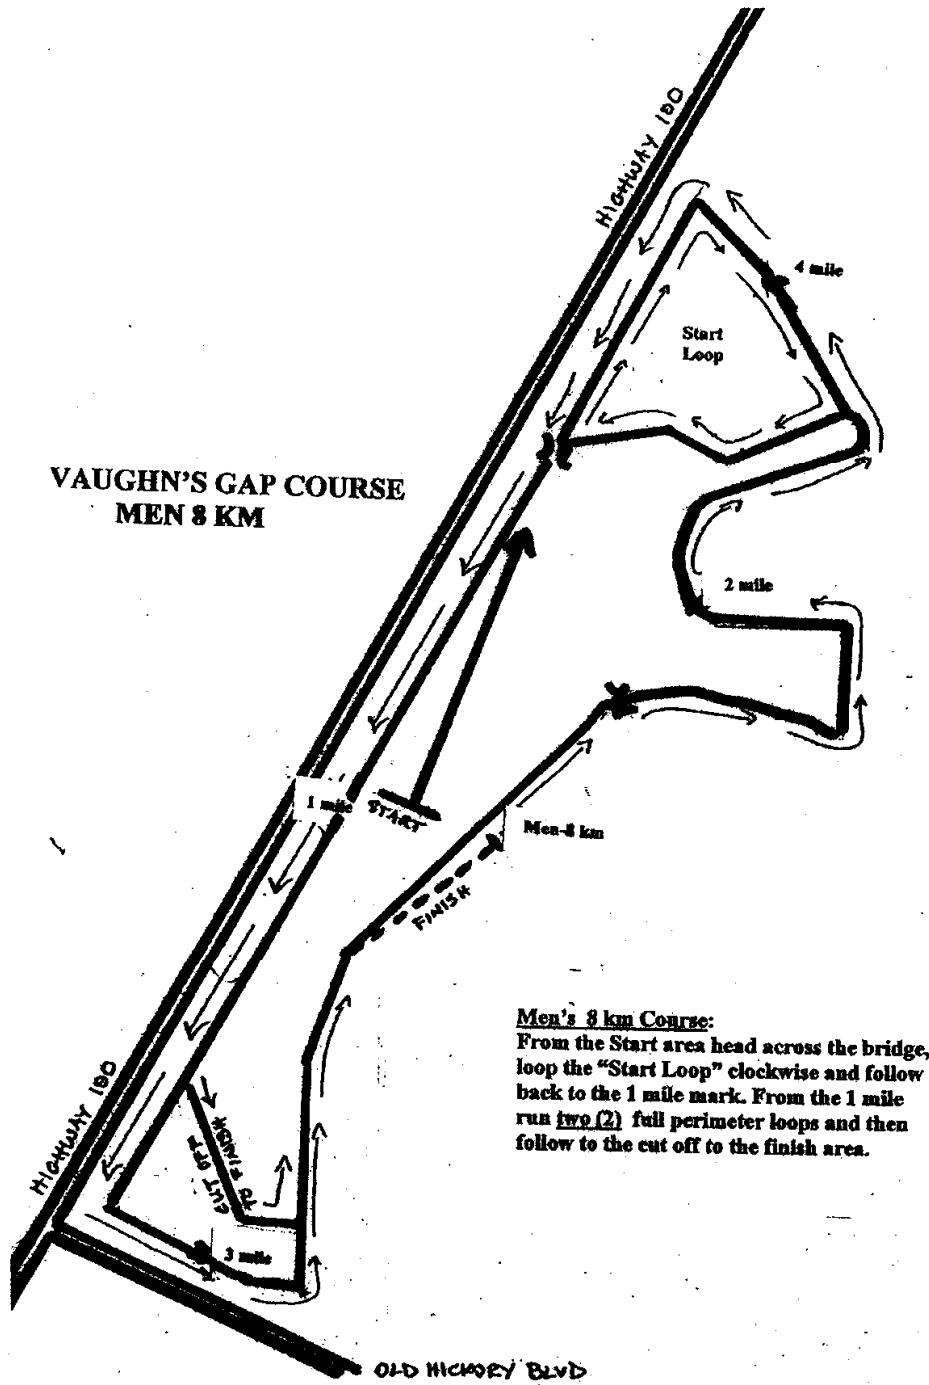 HIGHWAY 100
4 mile
Start
Loop
VAUGHN'S GAP COURSE
MEN 8 KM
2 mile
1 mile
START
Men-8 km
FINISH
Men's 8 km Course:
From the Start area head across the bridge,
loop the "Start Loop" clockwise and follow
back to the 1 mile mark. From the 1 mile
run two (2) full perimeter loops and then
follow to the cut off to the finish area.
HIGHWAY 100
CUT OFF
TO FINISH
3 mile
OLD HICKORY BLVD